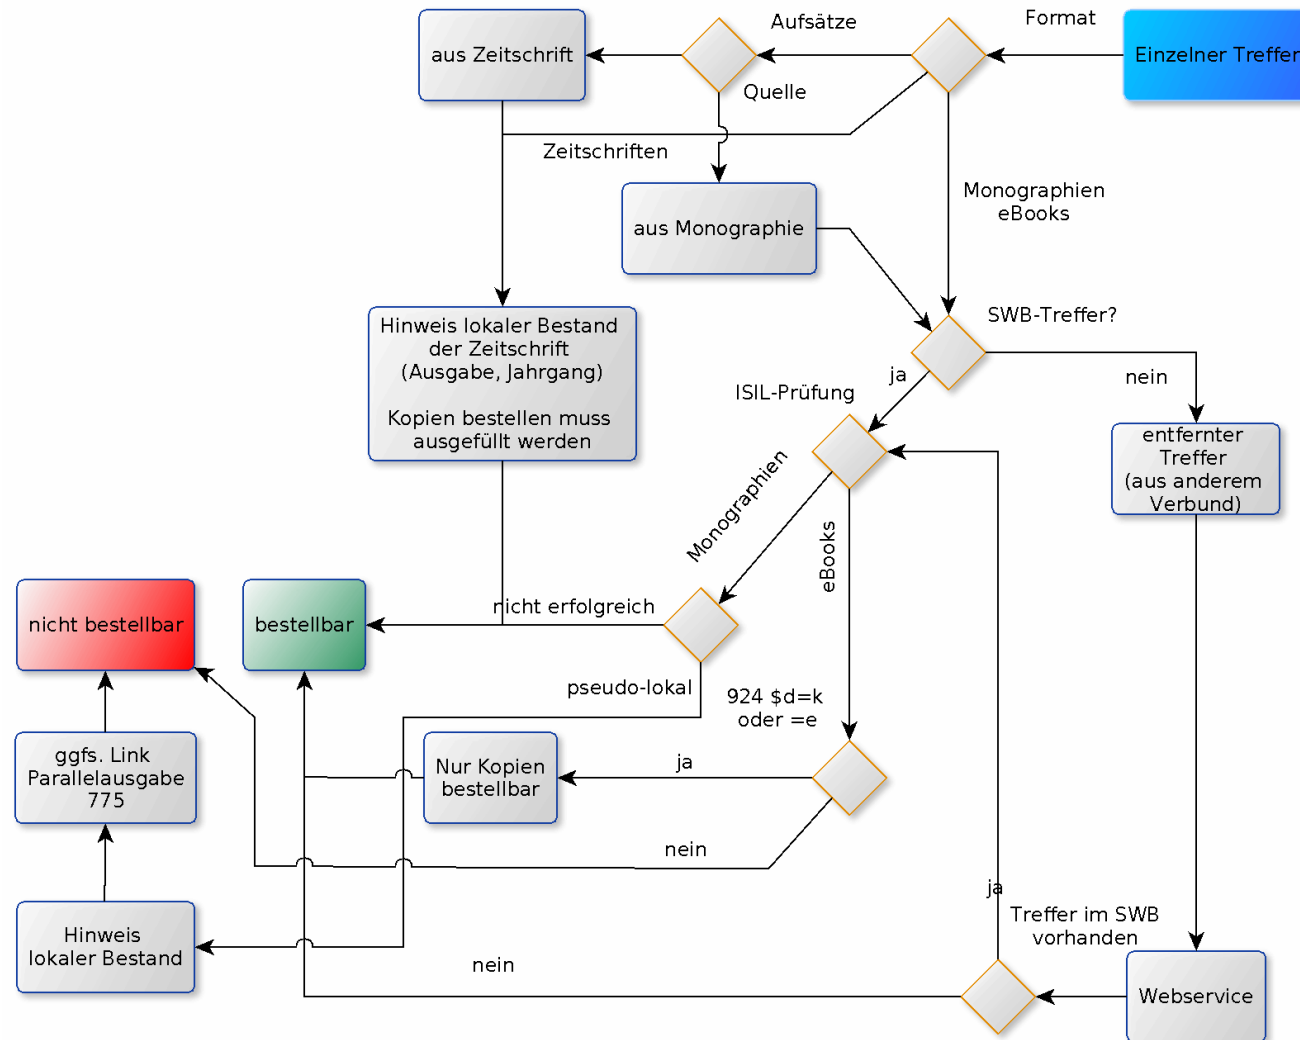 Format
Aufsätze
aus Zeitschrift
Einzelner Treffer
Quelle
Zeitschriften
Monographien
eBooks
aus Monographie
SWB-Treffer?
Hinweis lokaler Bestand
der Zeitschrift
(Ausgabe, Jahrgang)
Kopien bestellen muss
ausgefüllt werden
ja
nein
ISIL-Prüfung
entfernter
Treffer
(aus anderem
Verbund)
Monographien
eBooks
nicht erfolgreich
nicht bestellbar
bestellbar
pseudo-lokal
924 $d=k
oder =e
ggfs. Link
Parallelausgabe
775
Nur Kopien
bestellbar
ja
nein
ja
Treffer im SWB
vorhanden
Hinweis
lokaler Bestand
nein
Webservice